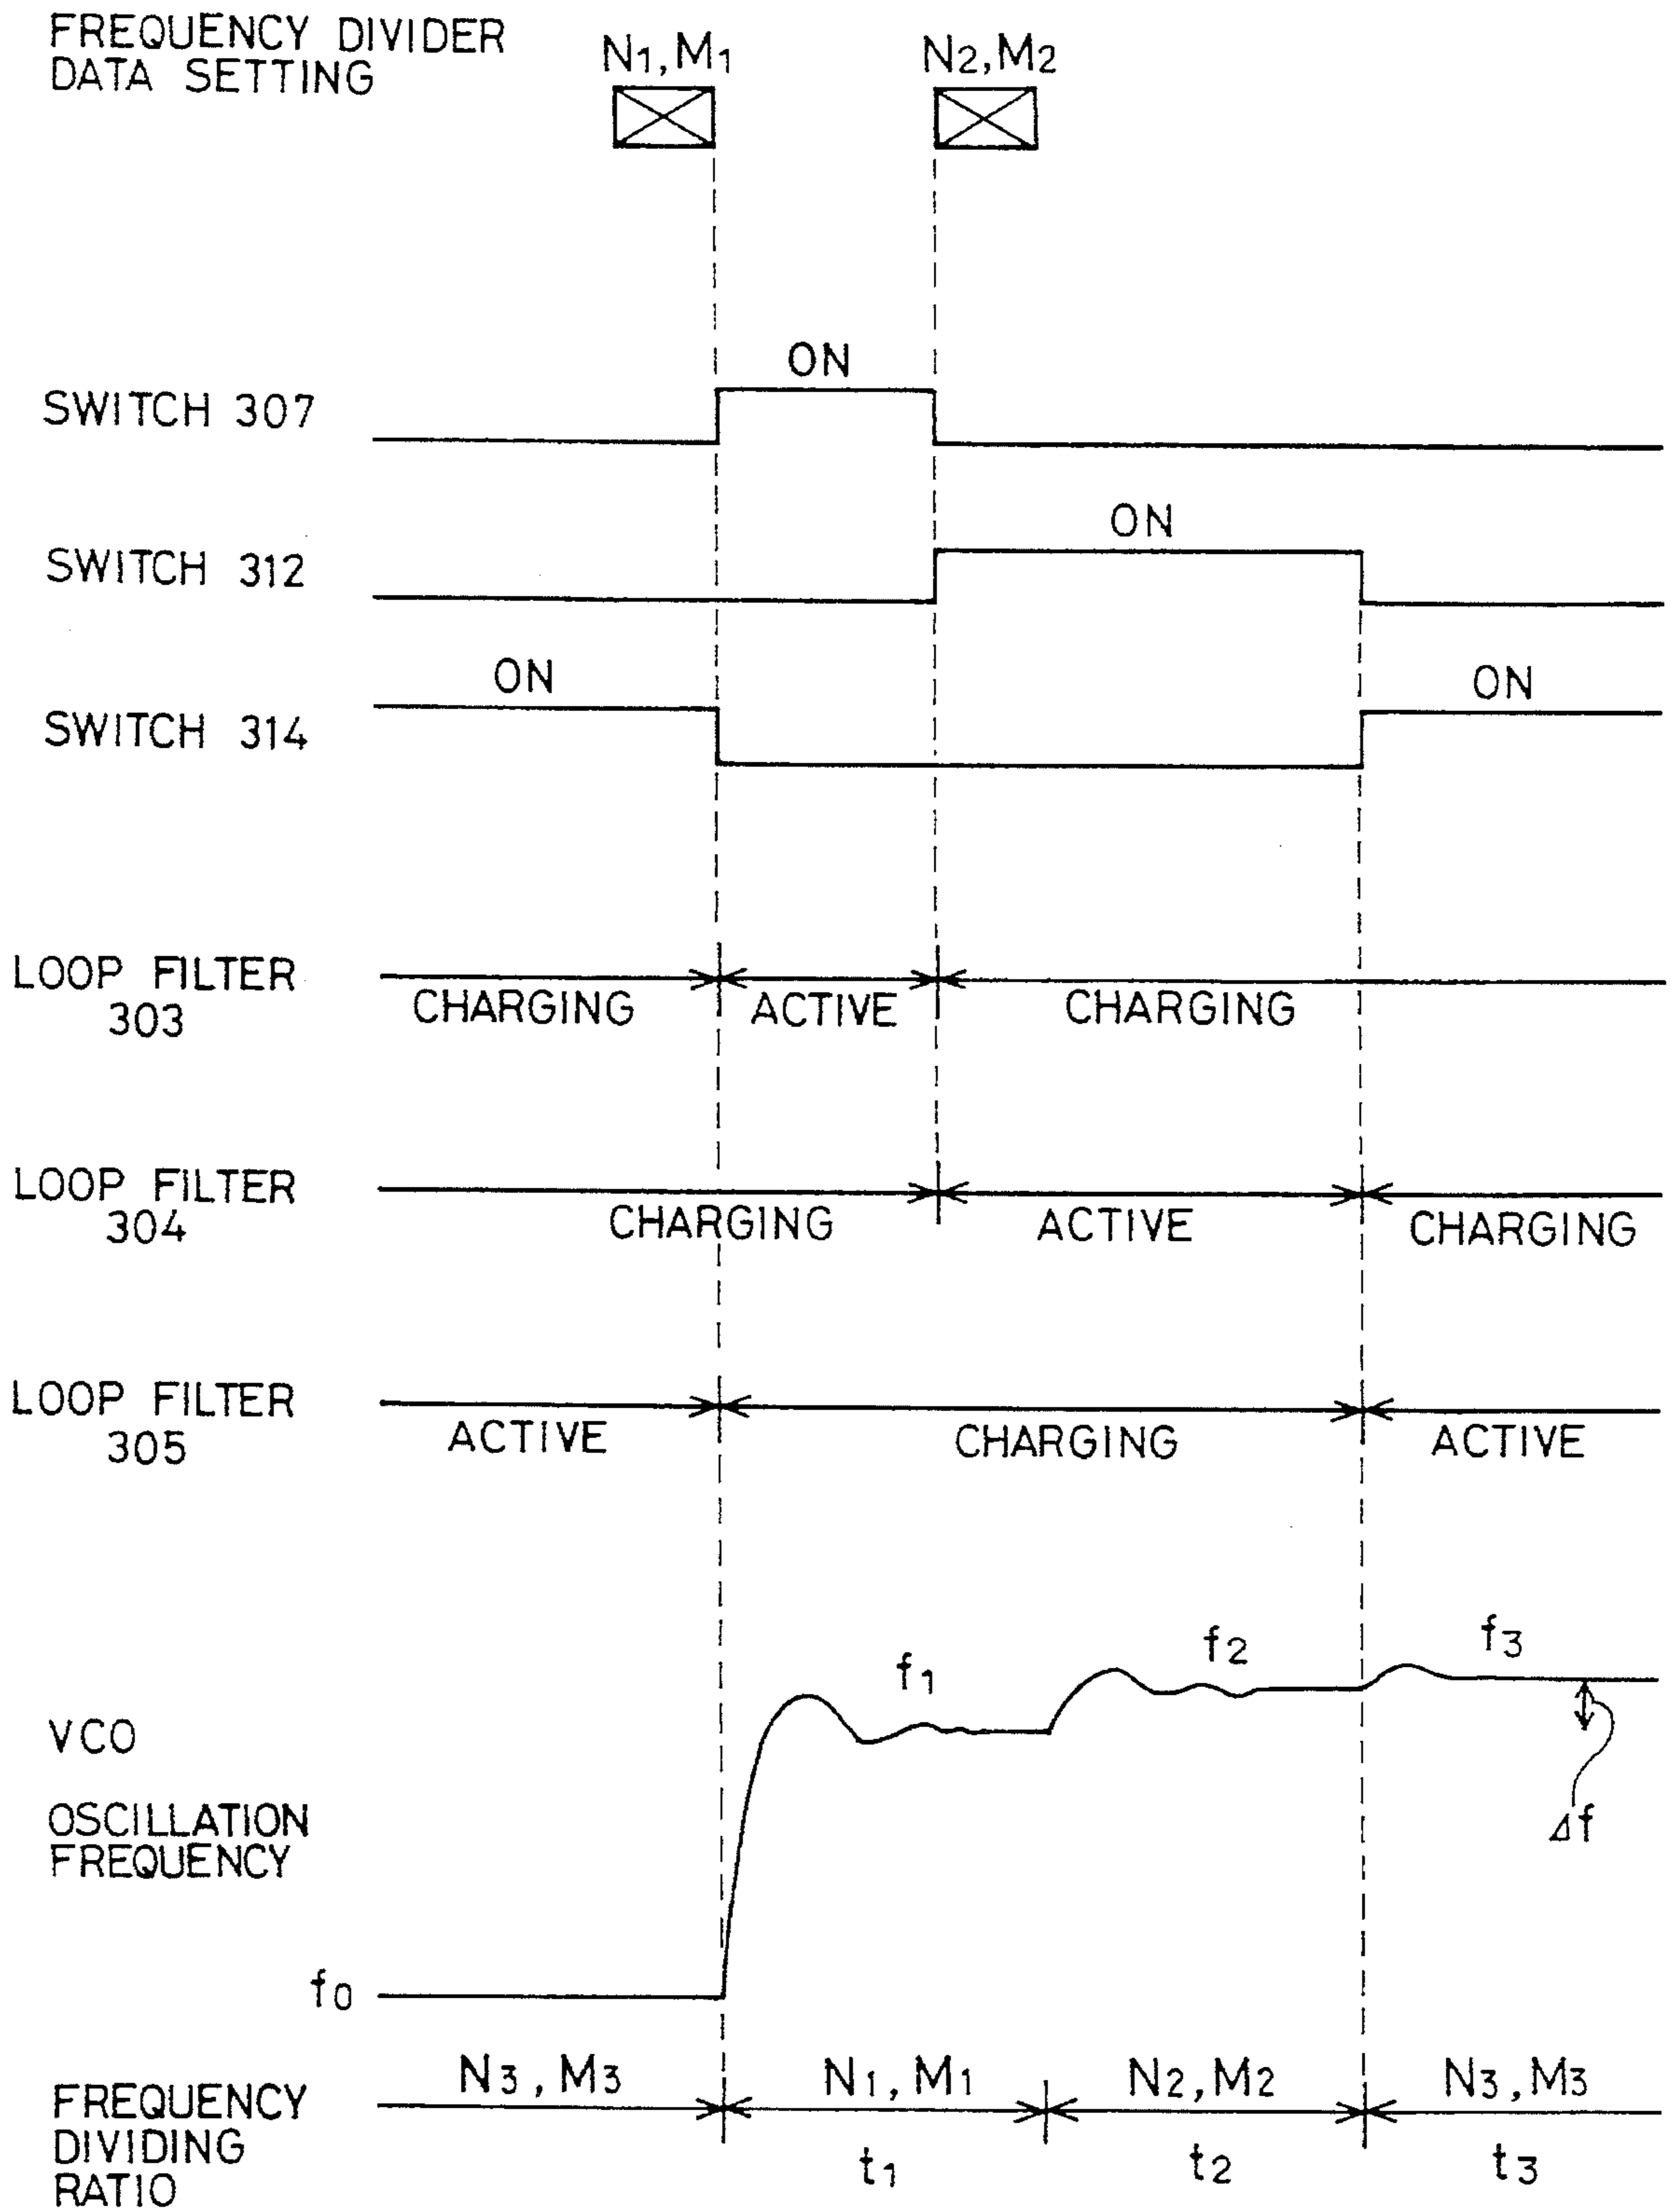 FREQUENCY DIVIDER
DATA SETTING
N1, M1
N2, M2
ON
SWITCH 307
ON
SWITCH 312
ON
ON
SWITCH 314
LOOP FILTER
303
CHARGING
ACTIVE
CHARGING
LOOP FILTER
304
CHARGING
ACTIVE
CHARGING
LOOP FILTER
305
ACTIVE
CHARGING
ACTIVE
f1
f2
f3
VCO
OSCILLATION
FREQUENCY
Δf
f0
N3, M3
N1, M1
N2, M2
N3, M3
FREQUENCY
DIVIDING
RATIO
t1
t2
t3